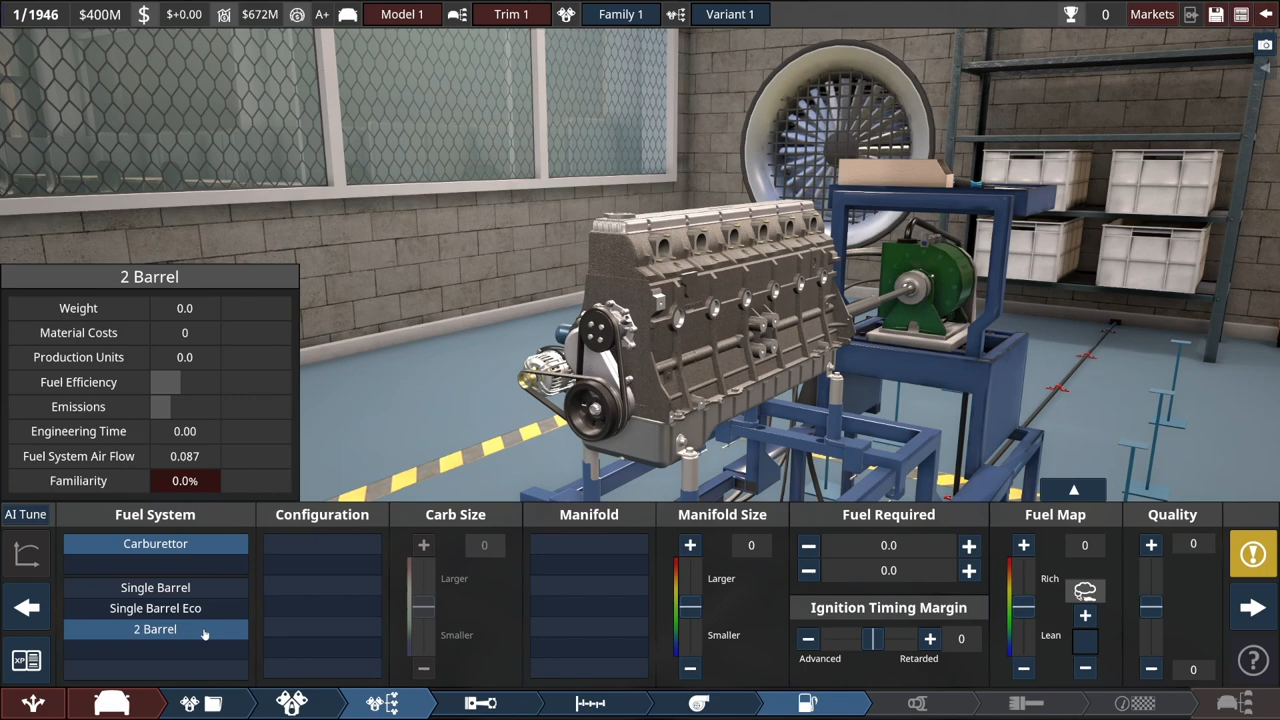 1/1946 $400M $+0.00 $672M A+ Model 1 Trim 1 Family 1 Variant 1 0 Markets
2 Barrel
Weight 0.0
Material Costs 0
Production Units 0.0
Fuel Efficiency
Emissions
Engineering Time 0.00
Fuel System Air Flow 0.087
Familiarity 0.0%
AI Tune Fuel System Configuration Carb Size Manifold Manifold Size Fuel Required Fuel Map Quality
Carburettor
Single Barrel
Single Barrel Eco
2 Barrel
0
Larger
Smaller
0
Larger
Smaller
0.0
0.0
Ignition Timing Margin
0
Advanced Retarded
0
Rich
Lean
0
0
XP